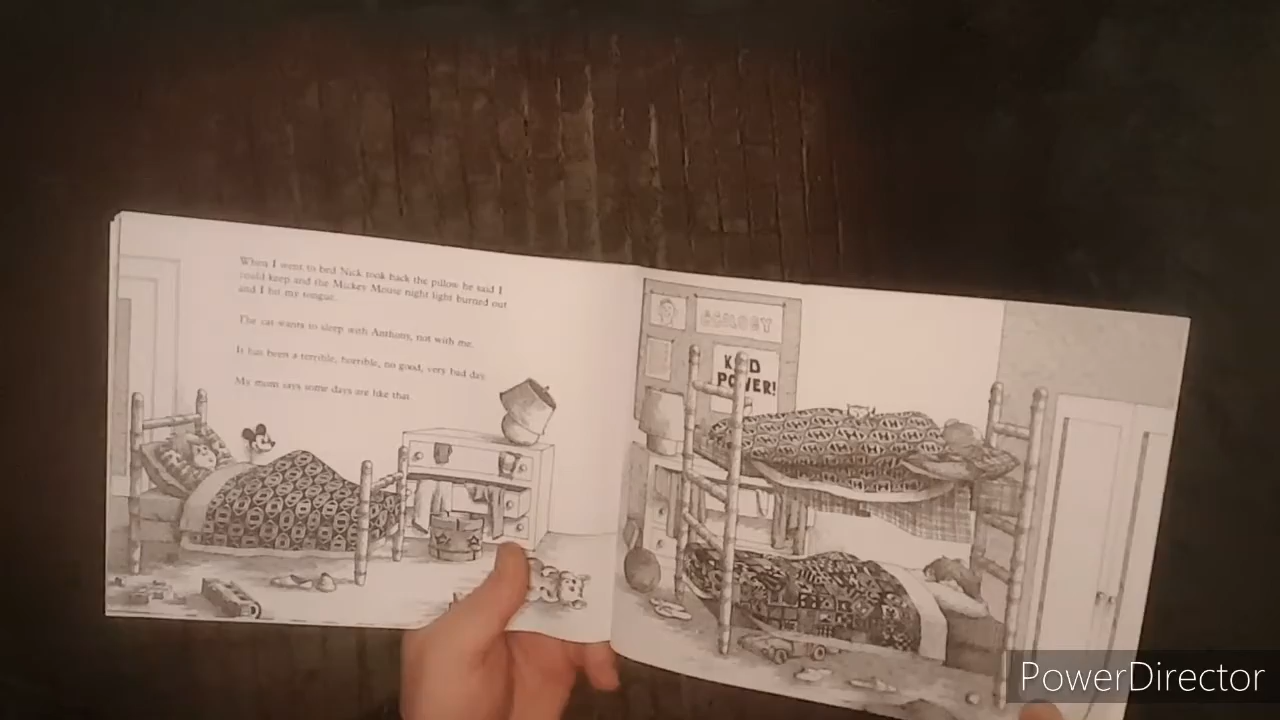 When I went to bed Nick took back the pillow he said I
could keep and the Mickey Mouse night light burned out
and I bit my tongue.
The cat wants to sleep with Anthony, not with me.
It has been a terrible, horrible, no good, very bad day.
My mom says some days are like that.
ECOLOGY
KID
POWER!
PowerDirector